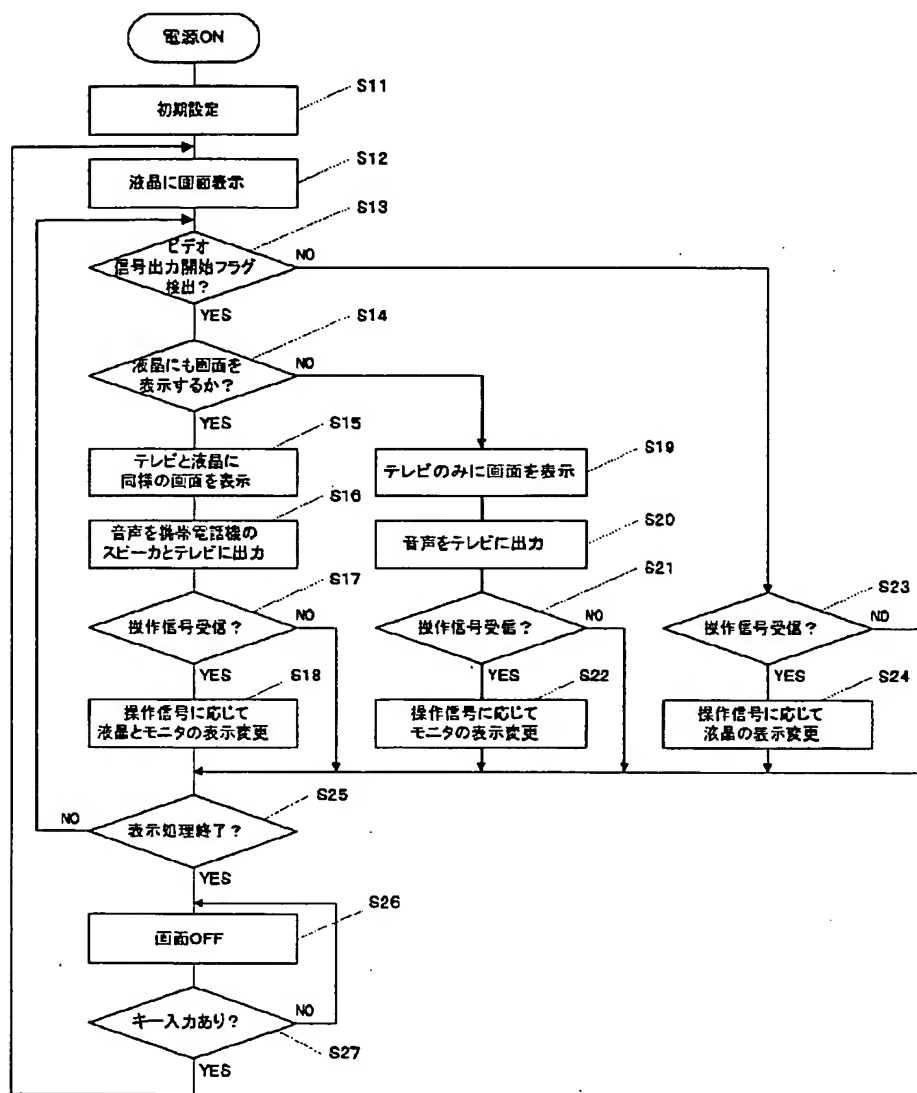 電源ON
S11
初期設定
S12
液晶に画面表示
S13
ビデオ
信号出力開始フラグ
検出？
NO
YES
S14
液晶にも画面を
表示するか？
NO
YES
S15
テレビと液晶に
同様の画面を表示
S19
テレビのみに画面を表示
S16
音声を携帯電話機の
スピーカとテレビに出力
S20
音声をテレビに出力
S17
操作信号受信？
NO
YES
S21
操作信号受信？
NO
YES
S23
操作信号受信？
NO
YES
S18
操作信号に応じて
液晶とモニタの表示変更
S22
操作信号に応じて
モニタの表示変更
S24
操作信号に応じて
液晶の表示変更
S25
表示処理終了？
NO
YES
S26
画面OFF
キー入力あり？
NO
S27
YES